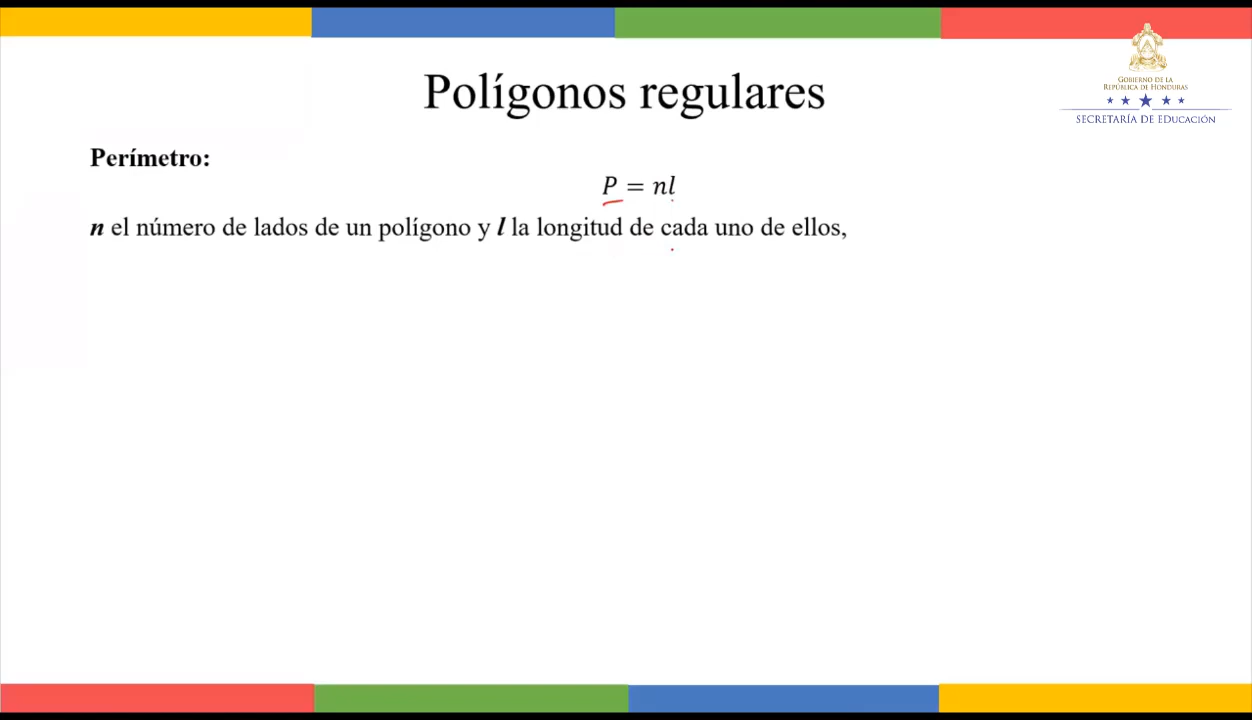 Polígonos regulares
GOBIERNO DE LA
REPÚBLICA DE HONDURAS
SECRETARÍA DE EDUCACIÓN
Perímetro:
P = nl
n el número de lados de un polígono y l la longitud de cada uno de ellos,